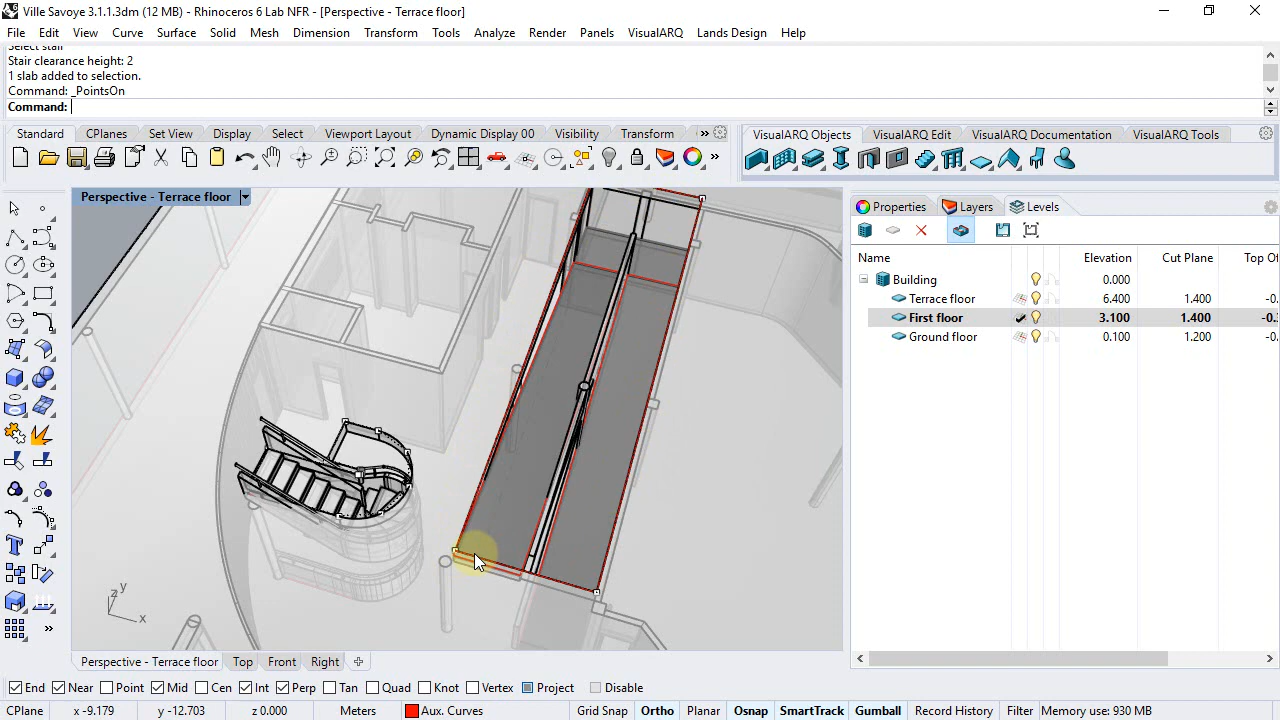 Ville Savoye 3.1.1.3dm (12 MB) - Rhinoceros 6 Lab NFR - [Perspective - Terrace floor]
File Edit View Curve Surface Solid Mesh Dimension Transform Tools Analyze Render Panels VisualARQ Lands Design Help
Select stair
Stair clearance height: 2
1 slab added to selection.
Command: _PointsOn
Command:
Standard CPlanes Set View Display Select Viewport Layout Dynamic Display 00 Visibility Transform »
VisualARQ Objects VisualARQ Edit VisualARQ Documentation VisualARQ Tools
»
Perspective - Terrace floor
Properties Layers Levels
Name Elevation Cut Plane Top Of
Building 0.000
Terrace floor 6.400 1.400 -0.
First floor 3.100 1.400 -0.3
Ground floor 0.100 1.200 -0.
z y x
»
Perspective - Terrace floor Top Front Right
End Near Point Mid Cen Int Perp Tan Quad Knot Vertex Project Disable
CPlane x -9.179 y -12.703 z 0.000 Meters Aux. Curves Grid Snap Ortho Planar Osnap SmartTrack Gumball Record History Filter Memory use: 930 MB